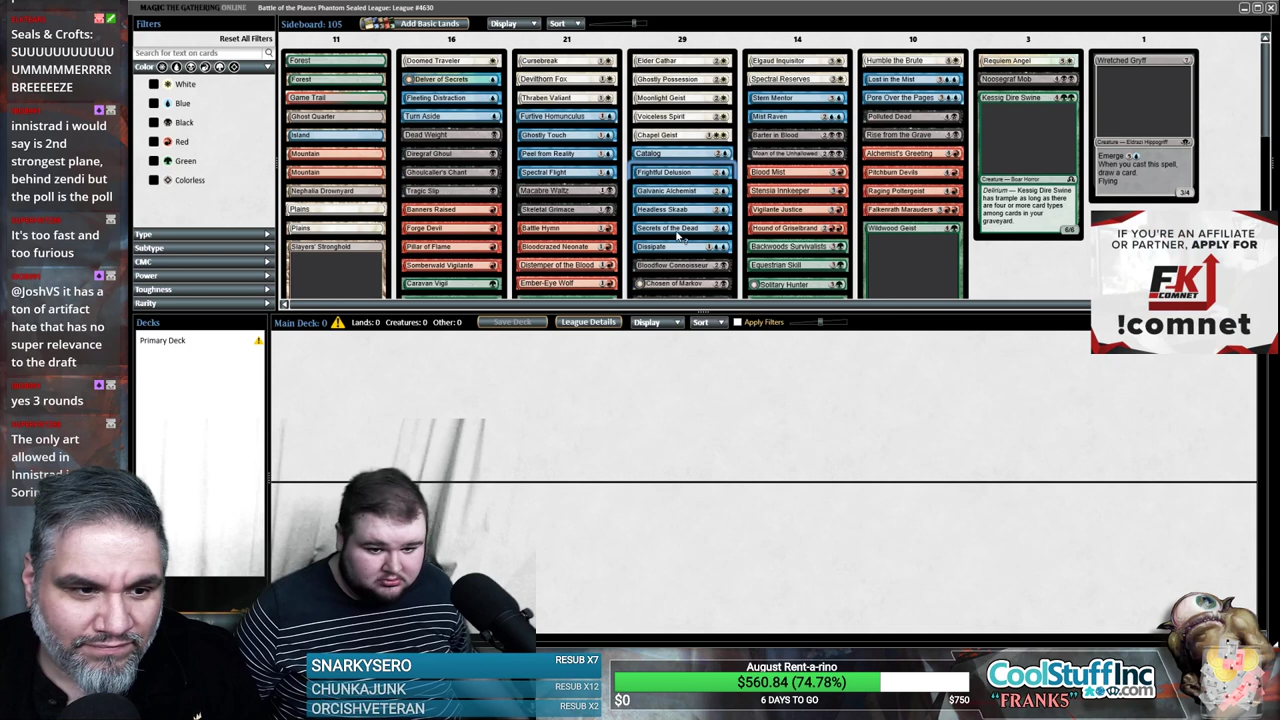 MAGIC THE GATHERING ONLINE
Battle of the Planes Phantom Sealed League: League #4630
Seals & Crofts:
SUUUUUUUUUU
UMMMMMERRRR
Innistrad i would
say is the
strongest plane,
behind Kandi but
Its possible
It's too fast and
too furious
@JoshVS it has a
ton of artifact
stuff that has no
super relevance
to the draft
yes 3 rounds
The only art
allowed in
Filters
Reset All Filters
Search for text on cards
Color
White
Blue
Black
Red
Green
Colorless
Type
Subtype
CMC
Power
Toughness
Rarity
Decks
Primary Deck
Sideboard: 105
Add Basic Lands
Display
Sort
11
Forest
Forest
Game Trail
Ghost Quarter
Island
Mountain
Mountain
Nephalia Drownyard
Plains
Plains
Slayers' Stronghold
16
Doomed Traveler
Delver of Secrets
Fleeting Distraction
Turn Aside
Dead Weight
Diregraf Ghoul
Ghoulcaller's Chant
Tragic Slip
Banners Raised
Forge Devil
Pillar of Flame
Somberwald Vigilante
Caravan Vigil
21
Cursebreak
Devilthorn Fox
Thraben Valiant
Furtive Homunculus
Ghostly Touch
Peel from Reality
Spectral Flight
Macabre Waltz
Skeletal Grimace
Battle Hymn
Bloodcrazed Neonate
Distemper of the Blood
Ember-Eye Wolf
29
Elder Cathar
Ghostly Possession
Moonlight Geist
Voiceless Spirit
Chapel Geist
Catalog
Frightful Delusion
Galvanic Alchemist
Headless Skaab
Secrets of the Dead
Dissipate
Bloodflow Connoisseur
Chosen of Markov
14
Elgaud Inquisitor
Spectral Reserves
Stern Mentor
Mist Raven
Barter in Blood
Moan of the Unhallowed
Blood Mist
Stensia Innkeeper
Vigilante Justice
Hound of Griselbrand
Backwoods Survivalists
Equestrian Skill
Solitary Hunter
10
Humble the Brute
Lost in the Mist
Pore Over the Pages
Polluted Dead
Rise from the Grave
Alchemist's Greeting
Pitchburn Devils
Raging Poltergeist
Falkenrath Marauders
Wildwood Geist
3
Requiem Angel
Noosegraf Mob
Kessig Dire Swine
Creature — Boar Horror
Delirium — Kessig Dire Swine
has trample as long as there
are four or more card types
among cards in your
graveyard.
6/6
1
Wretched Gryff
Creature — Eldrazi Hippogriff
Emerge
When you cast this spell,
draw a card.
Flying
3/4
Main Deck: 0
Lands: 0
Creatures: 0
Other: 0
Save Deck
League Details
Display
Sort
Apply Filters
IF YOU'RE AN AFFILIATE
OR PARTNER, APPLY FOR
COMNET
!comnet
SNARKYSERO
RESUB X7
CHUNKAJUNK
RESUB X12
ORCISHVETERAN
RESUB X2
August Rent-a-rino
$560.84 (74.78%)
$0
6 DAYS TO GO
$750
CoolStuffInc
.com
"FRANK5"